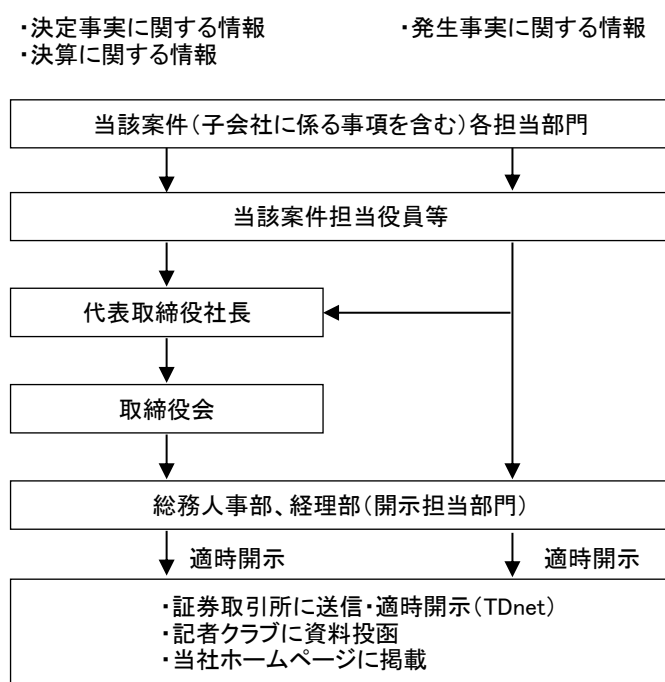 ・決定事実に関する情報
・決算に関する情報
・発生事実に関する情報
当該案件(子会社に係る事項を含む)各担当部門
当該案件担当役員等
代表取締役社長
取締役会
総務人事部、経理部(開示担当部門)
適時開示
適時開示
・証券取引所に送信・適時開示(TDnet)
・記者クラブに資料投函
・当社ホームページに掲載